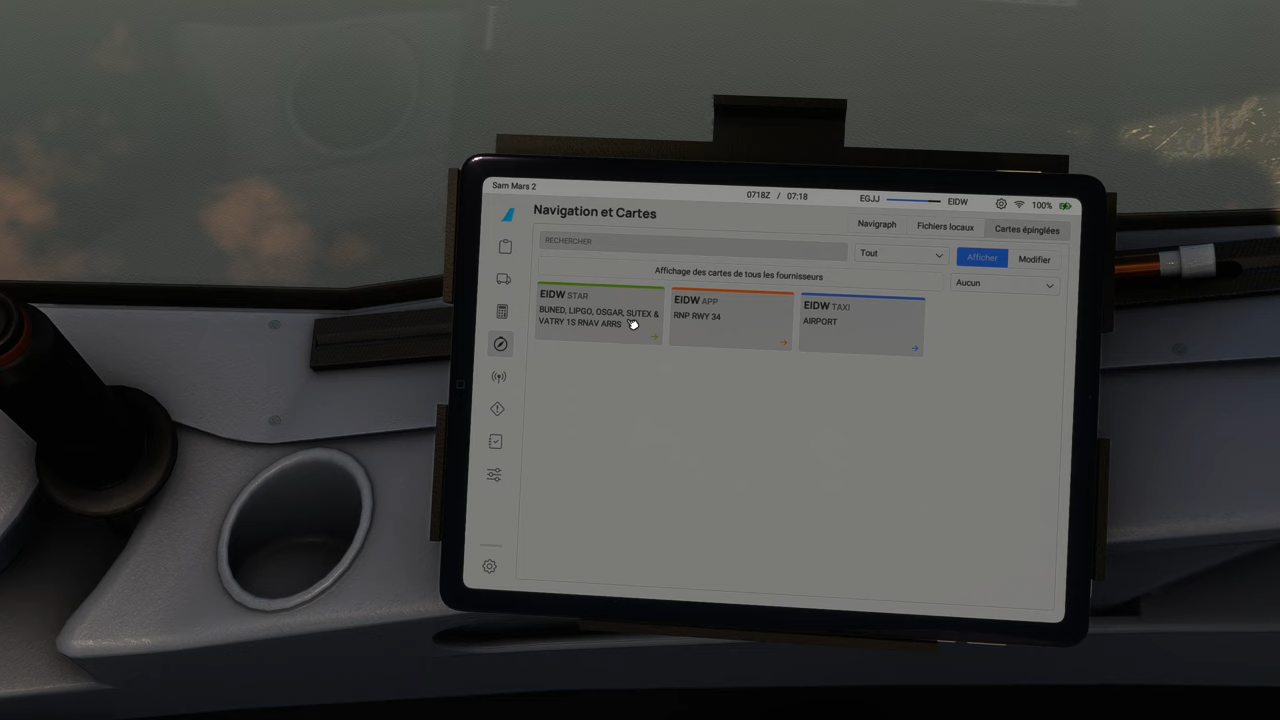 Sam Mars 2
0718Z / 07:18
EGJJ EIDW 100%
Navigation et Cartes
Navigraph Fichiers locaux Cartes épinglées
RECHERCHER
Tout
Afficher Modifier
Affichage des cartes de tous les fournisseurs
Aucun
EIDW STAR
BUNED, LIPGO, OSGAR, SUTEX &
VATRY 1S RNAV ARRS
EIDW APP
RNP RWY 34
EIDW TAXI
AIRPORT